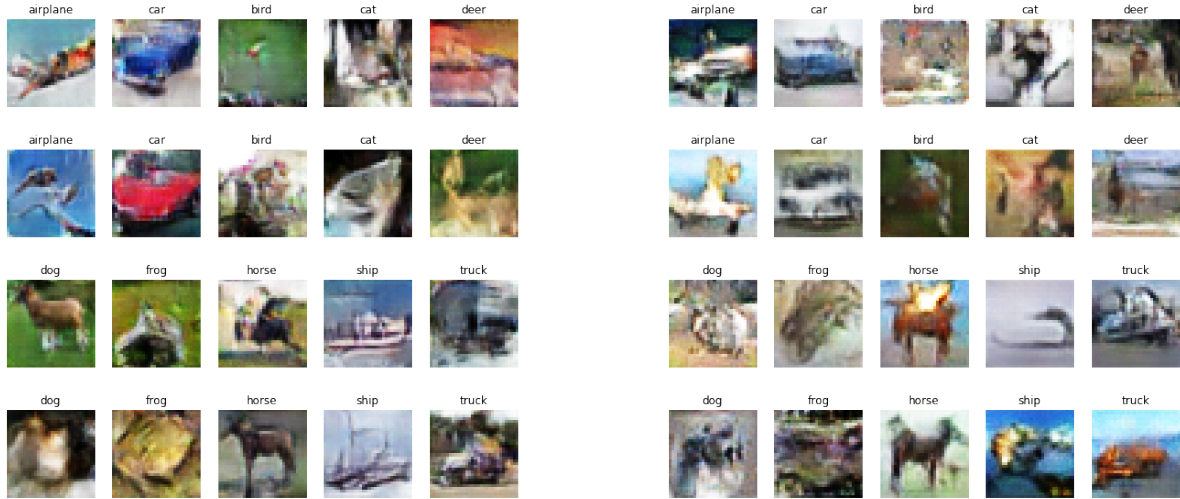 airplane car bird cat deer airplane car bird cat deer
airplane car bird cat deer airplane car bird cat deer
dog frog horse ship truck dog frog horse ship truck
dog frog horse ship truck dog frog horse ship truck